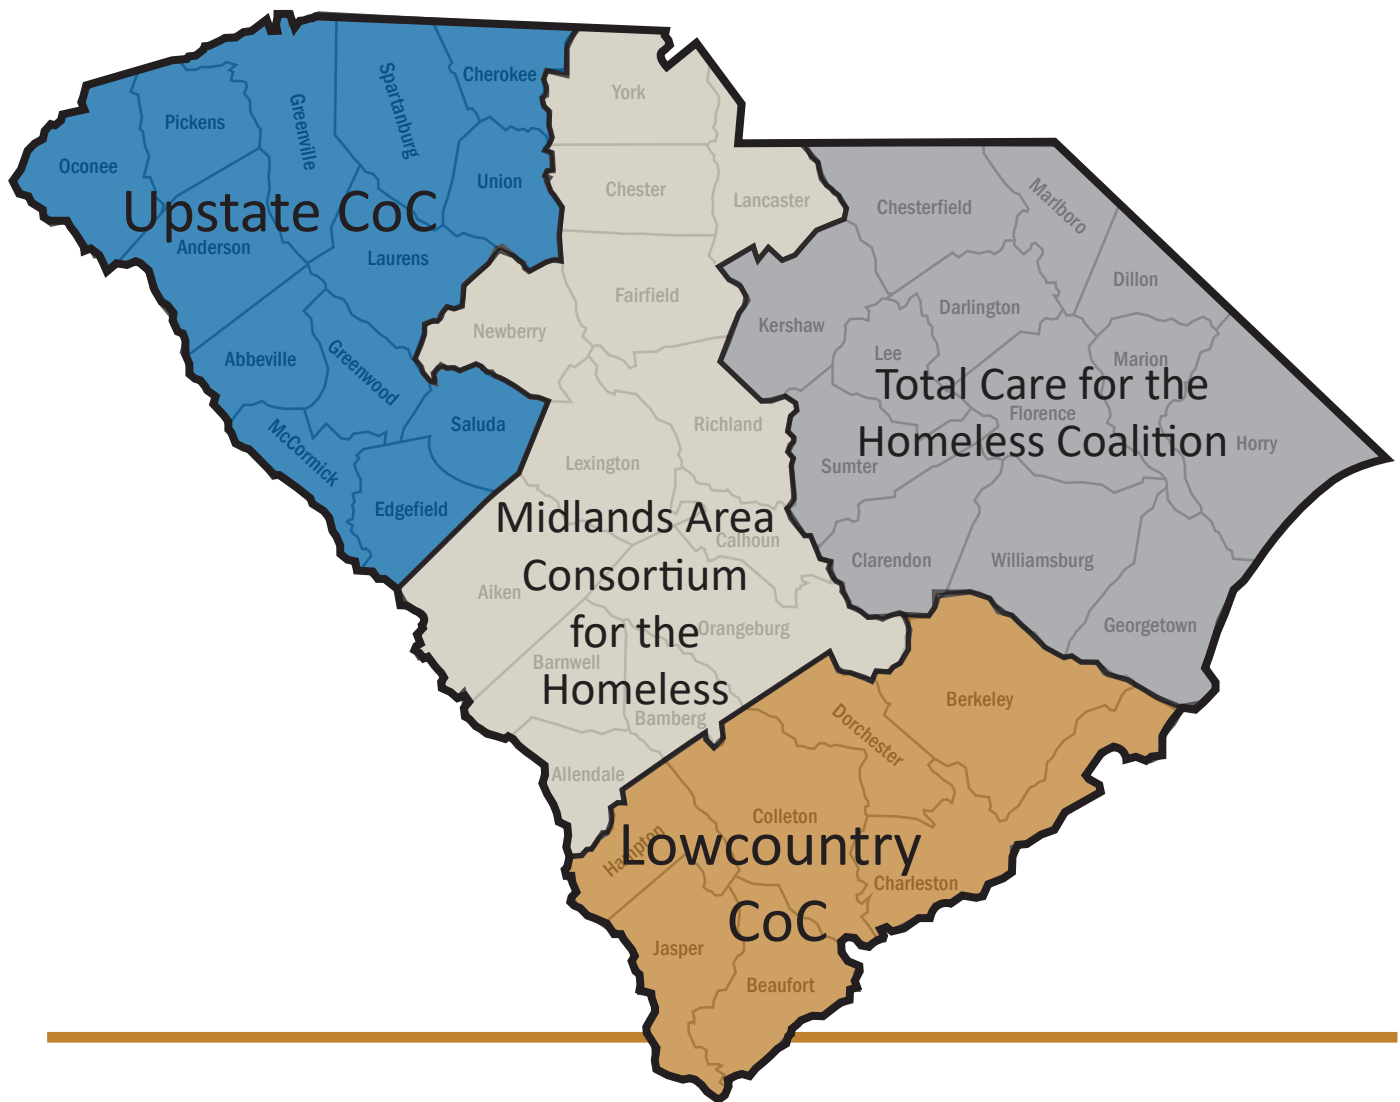 Cherokee
York
Spartanburg
Pickens
Greenville
Oconee
Union
Chester
Lancaster
Chesterfield
Marlboro
Upstate CoC
Anderson
Laurens
Dillon
Fairfield
Darlington
Kershaw
Newberry
Lee
Marion
Abbeville
Greenwood
Total Care for the
Florence
Homeless Coalition
Horry
Saluda
Richland
McCormick
Lexington
Sumter
Edgefield
Midlands Area
Calhoun
Consortium
Clarendon
Williamsburg
Aiken
for the
Orangeburg
Georgetown
Barnwell
Homeless
Bamberg
Berkeley
Dorchester
Allendale
Colleton
Hampton
Lowcountry
Charleston
CoC
Jasper
Beaufort